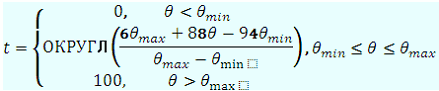 0, θ < θmin
t = { ОКРУГЛ((6θmax + 88θ − 94θmin) / (θmax − θmin)), θmin ≤ θ ≤ θmax
100, θ > θmax